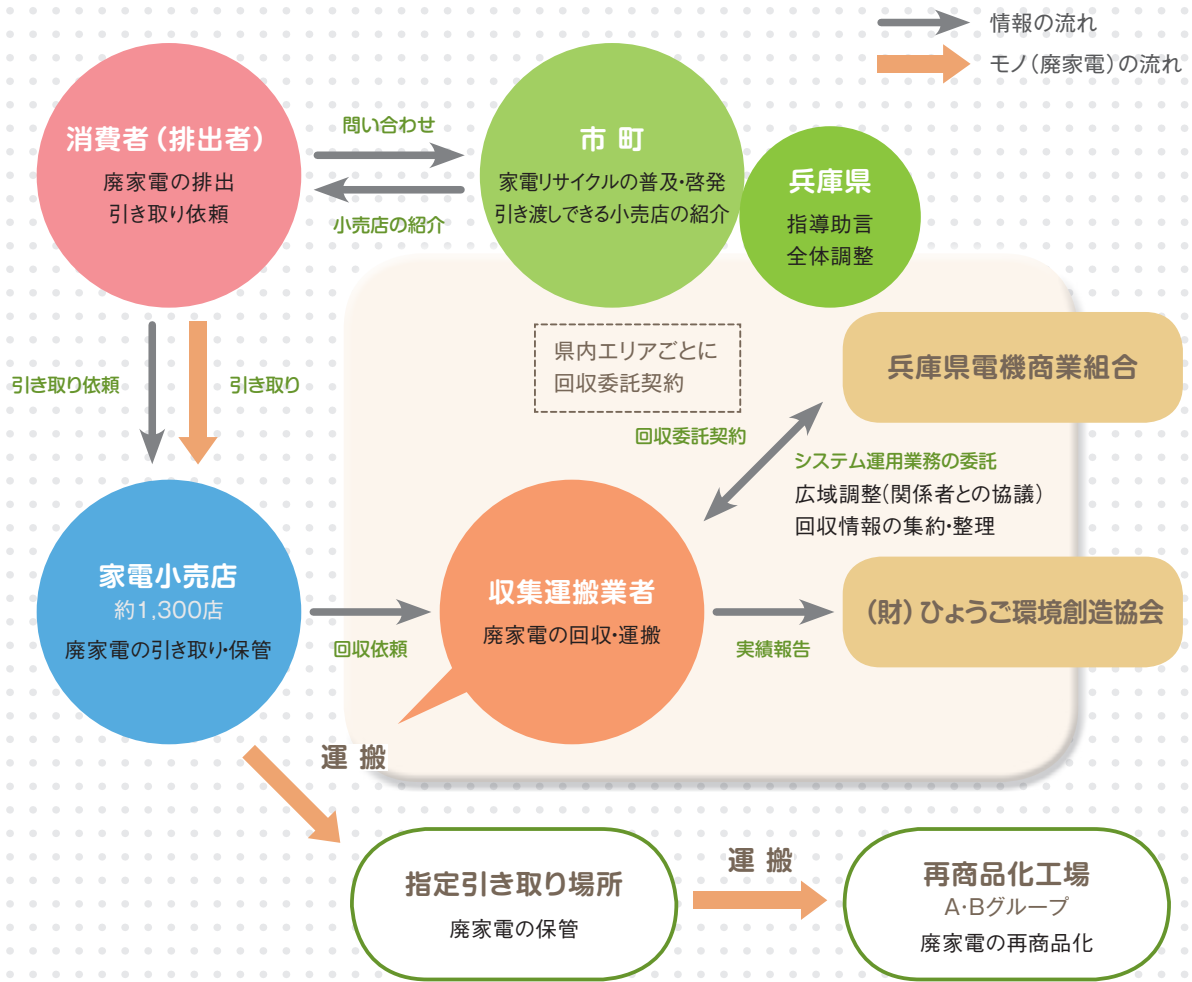 情報の流れ
モノ（廃家電）の流れ
消費者（排出者）
廃家電の排出
引き取り依頼
問い合わせ
小売店の紹介
市 町
家電リサイクルの普及・啓発
引き渡しできる小売店の紹介
兵庫県
指導助言
全体調整
引き取り依頼
引き取り
県内エリアごとに
回収委託契約
兵庫県電機商業組合
回収委託契約
システム運用業務の委託
広域調整（関係者との協議）
回収情報の集約・整理
家電小売店
約1,300店
廃家電の引き取り・保管
回収依頼
収集運搬業者
廃家電の回収・運搬
実績報告
（財）ひょうご環境創造協会
運 搬
指定引き取り場所
廃家電の保管
運 搬
再商品化工場
A・Bグループ
廃家電の再商品化